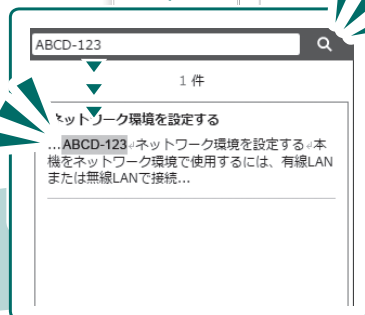 ABCD-123
1 件
ネットワーク環境を設定する
…ABCD-123↲ネットワーク環境を設定する↲本
機をネットワーク環境で使用するには、有線LAN
または無線LANで接続…